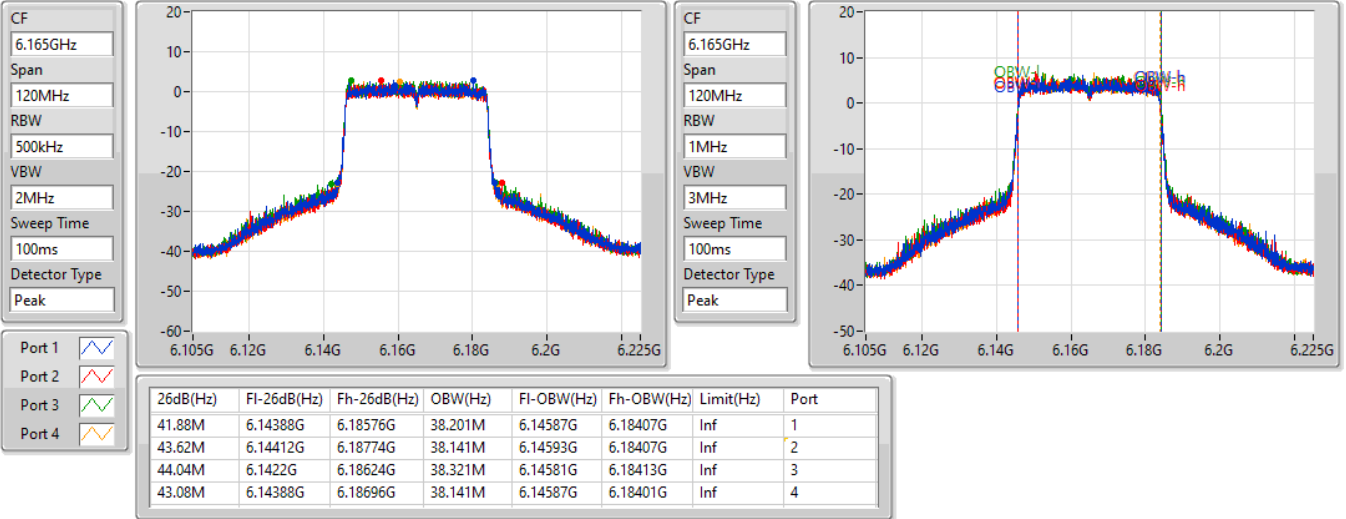 CF
6.165GHz
Span
120MHz
RBW
500kHz
VBW
2MHz
Sweep Time
100ms
Detector Type
Peak
20
10
0
-10
-20
-30
-40
-50
-60
6.105G 6.12G 6.14G 6.16G 6.18G 6.2G 6.225G
CF
6.165GHz
Span
120MHz
RBW
1MHz
VBW
3MHz
Sweep Time
100ms
Detector Type
Peak
20
10
0
-10
-20
-30
-40
-50
6.105G 6.12G 6.14G 6.16G 6.18G 6.2G 6.225G
OBW-l
OBW-h
Port 1
Port 2
Port 3
Port 4
26dB(Hz) Fl-26dB(Hz) Fh-26dB(Hz) OBW(Hz) Fl-OBW(Hz) Fh-OBW(Hz) Limit(Hz) Port
41.88M 6.14388G 6.18576G 38.201M 6.14587G 6.18407G Inf 1
43.62M 6.14412G 6.18774G 38.141M 6.14593G 6.18407G Inf 2
44.04M 6.1422G 6.18624G 38.321M 6.14581G 6.18413G Inf 3
43.08M 6.14388G 6.18696G 38.141M 6.14587G 6.18401G Inf 4